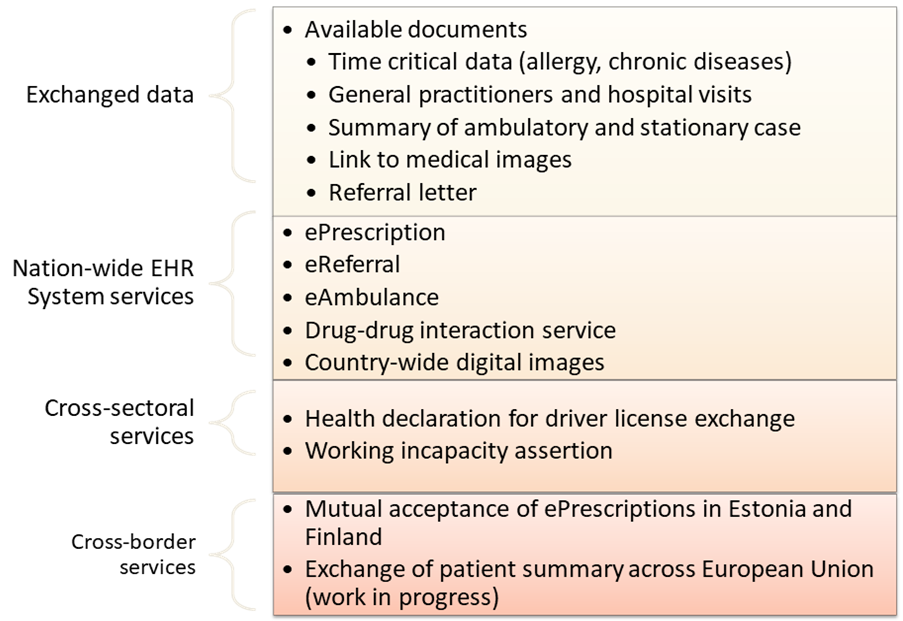 Exchanged data
• Available documents
• Time critical data (allergy, chronic diseases)
• General practitioners and hospital visits
• Summary of ambulatory and stationary case
• Link to medical images
• Referral letter
Nation-wide EHR
System services
• ePrescription
• eReferral
• eAmbulance
• Drug-drug interaction service
• Country-wide digital images
Cross-sectoral
services
• Health declaration for driver license exchange
• Working incapacity assertion
Cross-border
services
• Mutual acceptance of ePrescriptions in Estonia and
Finland
• Exchange of patient summary across European Union
(work in progress)